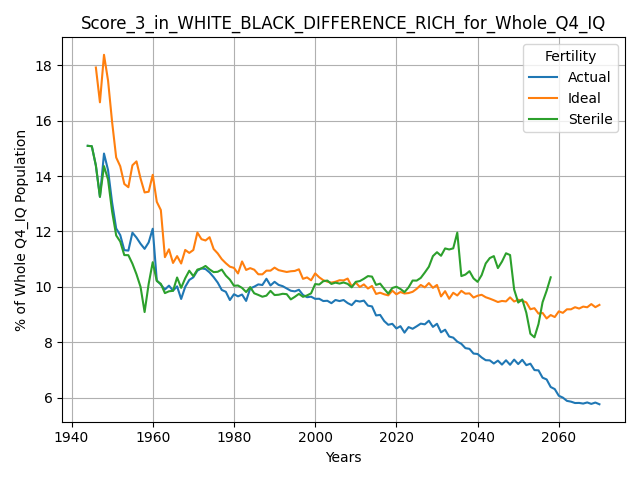 Score_3_in_WHITE_BLACK_DIFFERENCE_RICH_for_Whole_Q4_IQ
% of Whole Q4_IQ Population
18
16
14
12
10
8
6
Fertility
Actual
Ideal
Sterile
1940 1960 1980 2000 2020 2040 2060
Years